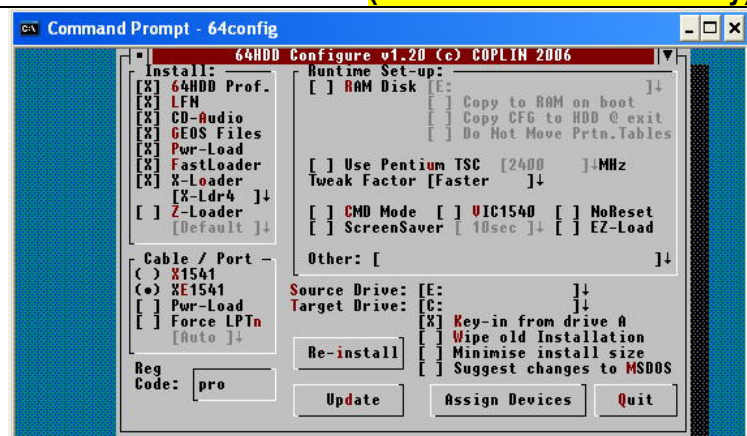 Command Prompt - 64config
64HDD Configure v1.20 (c) COPLIN 2006
Install:
[X] 64HDD Prof.
[X] LFN
[X] CD-Audio
[X] GEOS Files
[X] Pwr-Load
[X] FastLoader
[X] X-Loader
[X-Ldr4 ]↓
[ ] Z-Loader
[Default ]↓
Cable / Port
( ) X1541
(•) XE1541
[ ] Pwr-Load
[ ] Force LPTn
[Auto ]↓
Reg
Code: pro
Runtime Set-up:
[ ] RAM Disk [E: ]↓
[ ] Copy to RAM on boot
[ ] Copy CFG to HDD @ exit
[ ] Do Not Move Prtn.Tables
[ ] Use Pentium TSC [2400 ]↓MHz
Tweak Factor [Faster ]↓
[ ] CMD Mode [ ] VIC1540 [ ] NoReset
[ ] ScreenSaver [ 10sec ]↓ [ ] EZ-Load
Other: [ ]↓
Source Drive: [E: ]↓
Target Drive: [C: ]↓
[X] Key-in from drive A
[ ] Wipe old Installation
[ ] Minimise install size
[ ] Suggest changes to MSDOS
Re-install
Update
Assign Devices
Quit